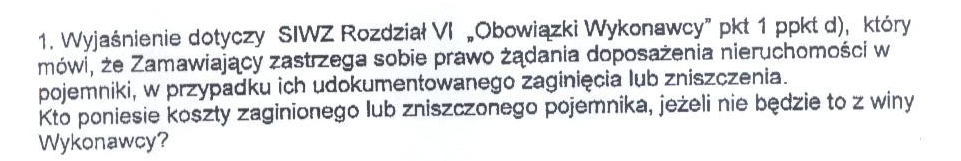 1. Wyjaśnienie dotyczy SIWZ Rozdział VI „Obowiązki Wykonawcy" pkt 1 ppkt d), który
mówi, że Zamawiający zastrzega sobie prawo żądania doposażenia nieruchomości w
pojemniki, w przypadku ich udokumentowanego zaginięcia lub zniszczenia.
Kto poniesie koszty zaginionego lub zniszczonego pojemnika, jeżeli nie będzie to z winy
Wykonawcy?